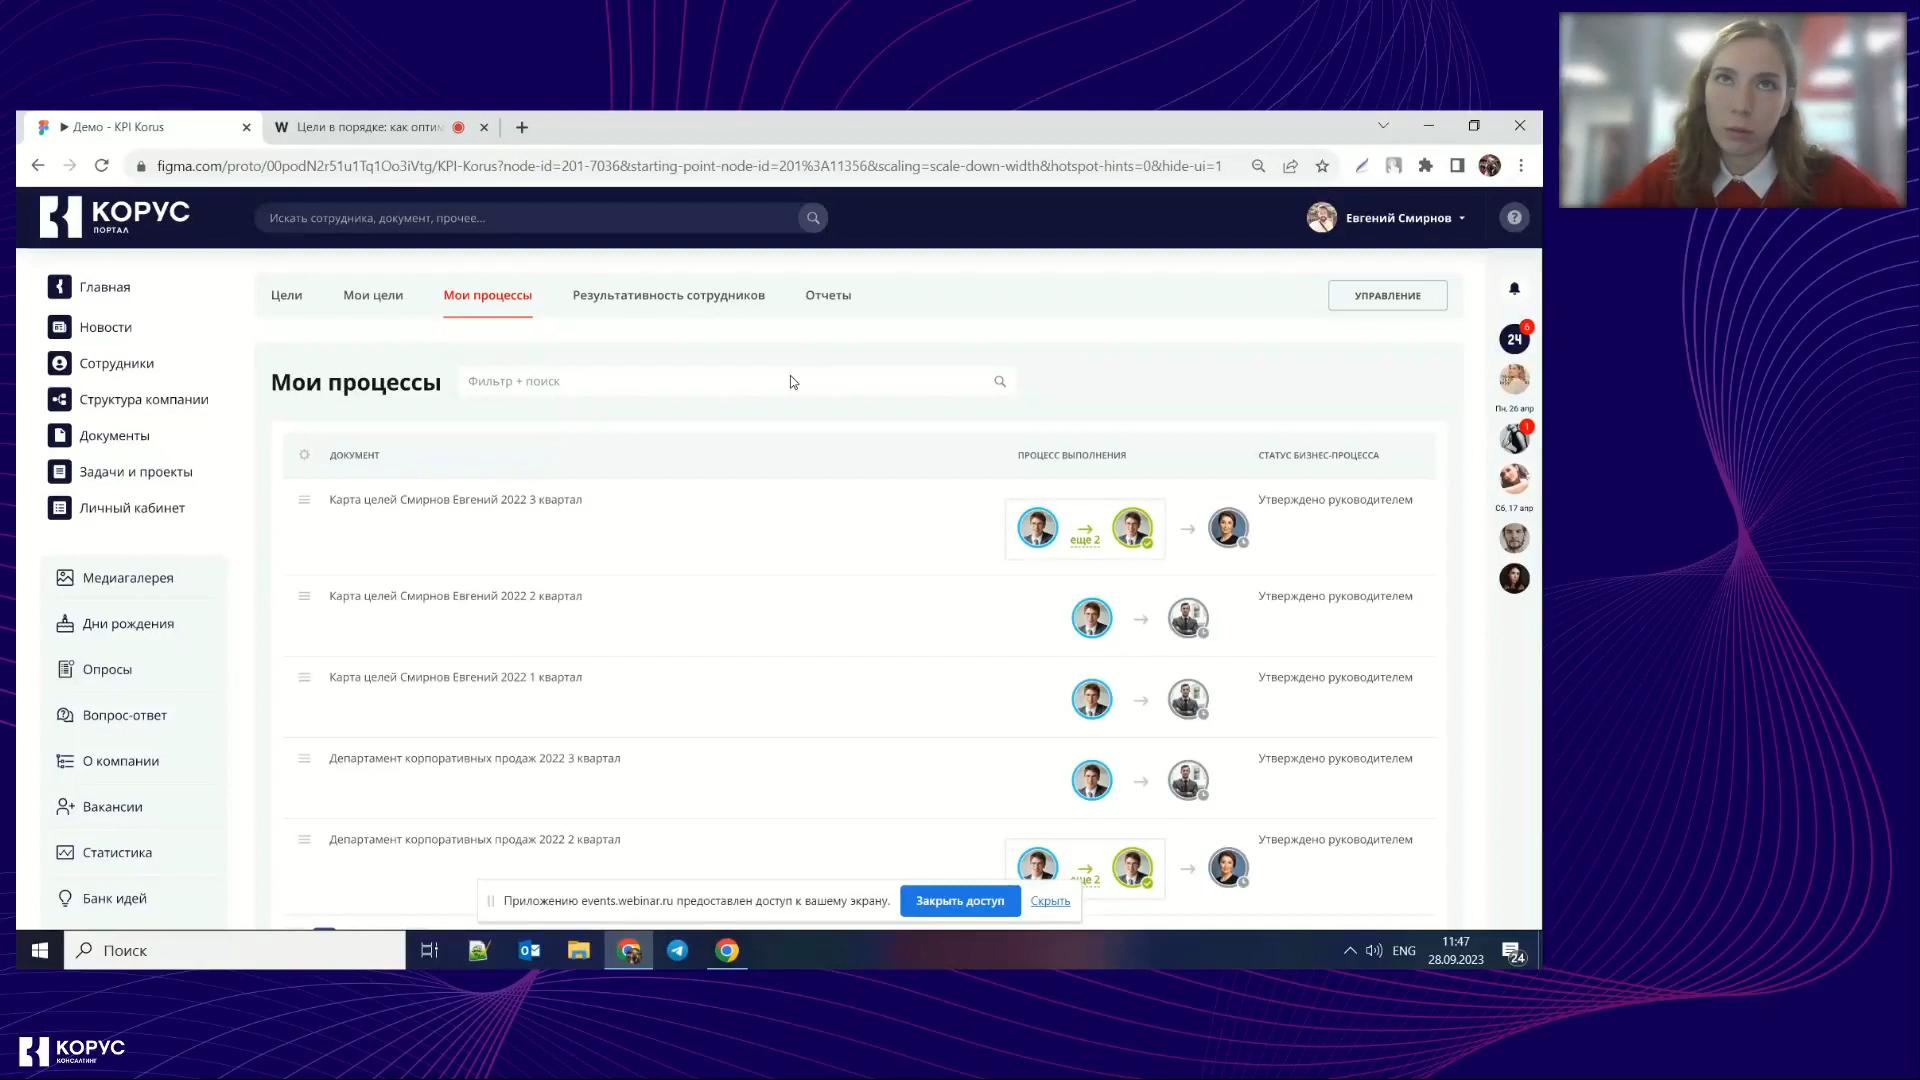 Демо - KPI Korus
W Цели в порядке: как опти
figma.com/proto/00podN2r51u1Tq1Oo3iVtg/KPI-Korus?node-id=201-7036&starting-point-node-id=201%3A11356&scaling=scale-down-width&hotspot-hints=0&hide-ui=1
КОРУС
ПОРТАЛ
Искать сотрудника, документ, прочее...
Евгений Смирнов
?
Главная
Новости
Сотрудники
Структура компании
Документы
Задачи и проекты
Личный кабинет
Медиагалерея
Дни рождения
Опросы
Вопрос-ответ
О компании
Вакансии
Статистика
Банк идей
Цели
Мои цели
Мои процессы
Результативность сотрудников
Отчеты
УПРАВЛЕНИЕ
Мои процессы
Фильтр + поиск
ДОКУМЕНТ
ПРОЦЕСС ВЫПОЛНЕНИЯ
СТАТУС БИЗНЕС-ПРОЦЕССА
Карта целей Смирнов Евгений 2022 3 квартал
еще 2
Утверждено руководителем
Карта целей Смирнов Евгений 2022 2 квартал
Утверждено руководителем
Карта целей Смирнов Евгений 2022 1 квартал
Утверждено руководителем
Департамент корпоративных продаж 2022 3 квартал
Утверждено руководителем
Департамент корпоративных продаж 2022 2 квартал
еще 2
Утверждено руководителем
24
6
Пн, 26 апр
1
Сб, 17 апр
Приложению events.webinar.ru предоставлен доступ к вашему экрану.
Закрыть доступ
Скрыть
Поиск
ENG
11:47
28.09.2023
24
КОРУС
КОНСАЛТИНГ